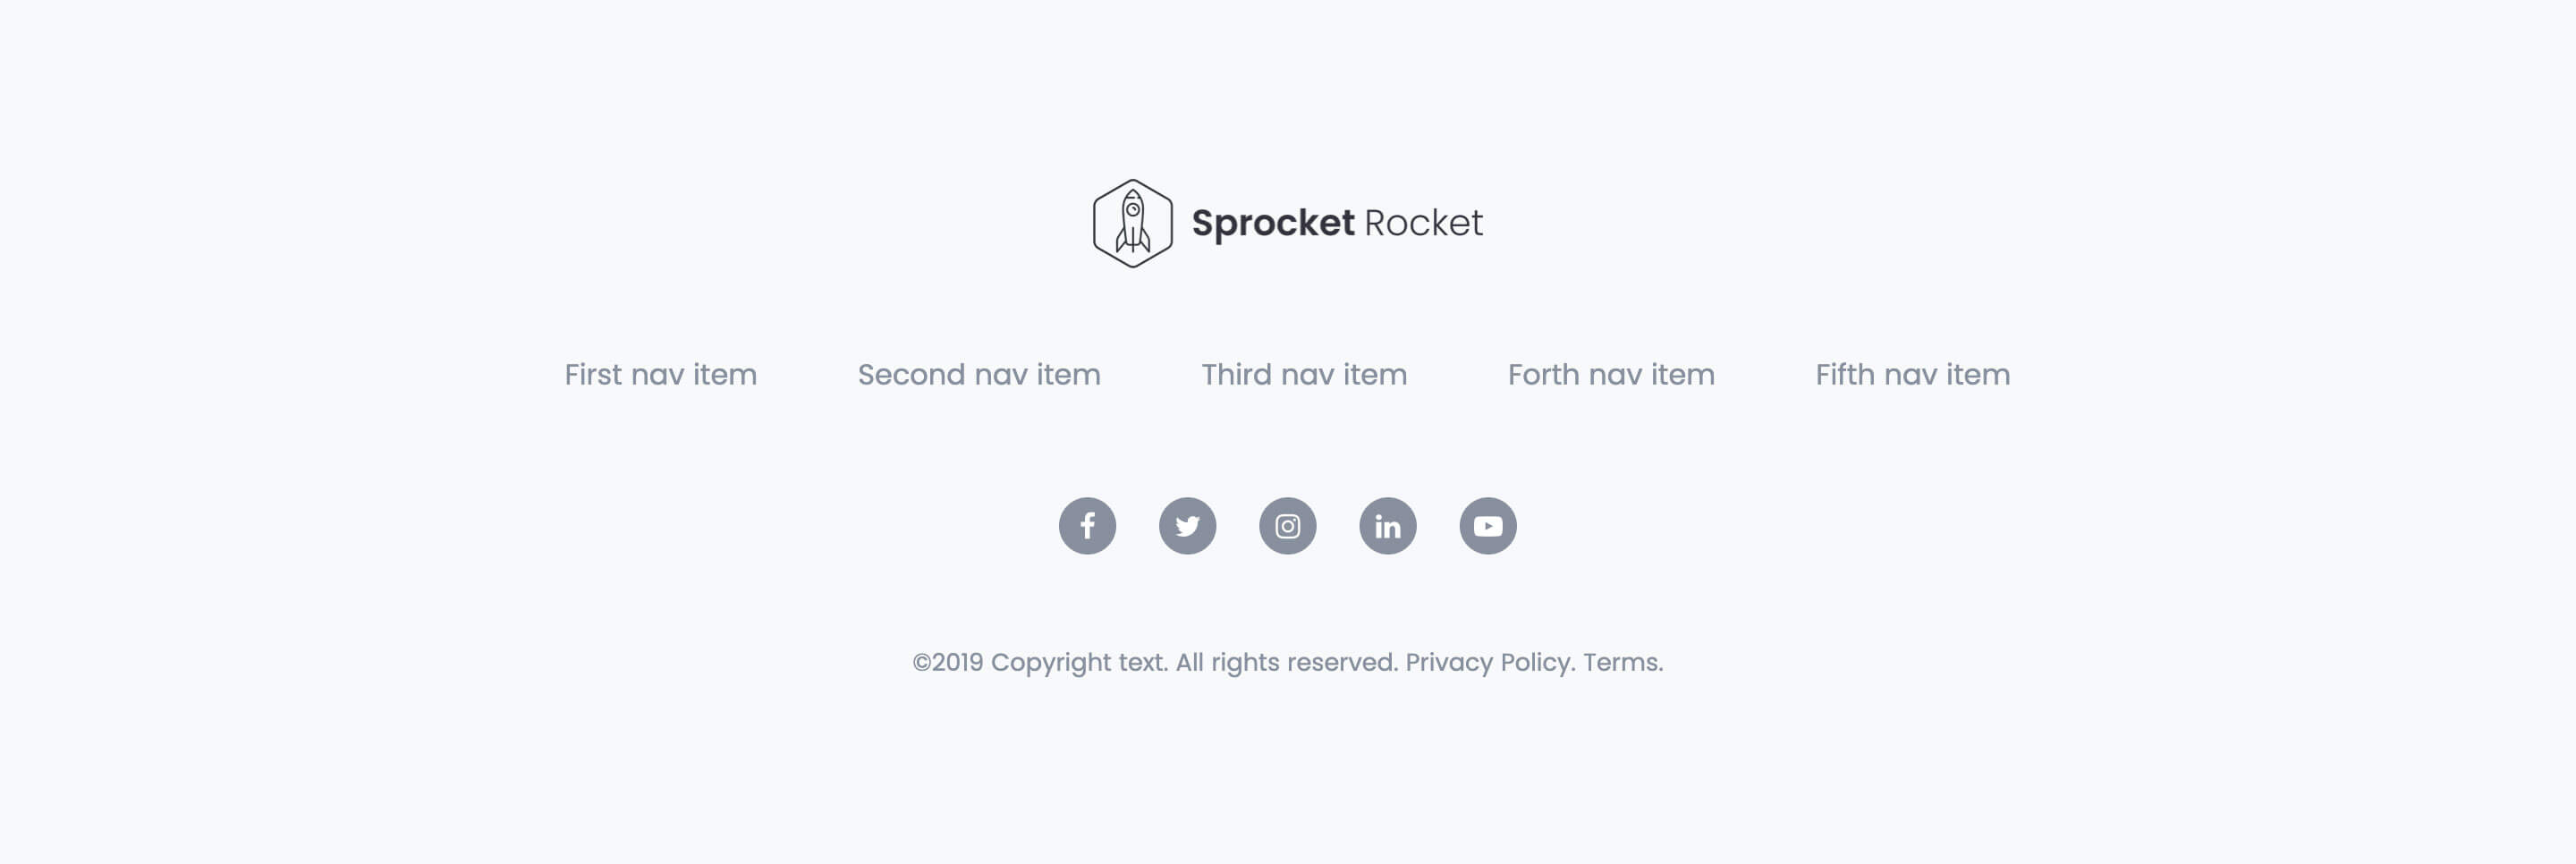 Sprocket Rocket
First nav item Second nav item Third nav item Forth nav item Fifth nav item
©2019 Copyright text. All rights reserved. Privacy Policy. Terms.